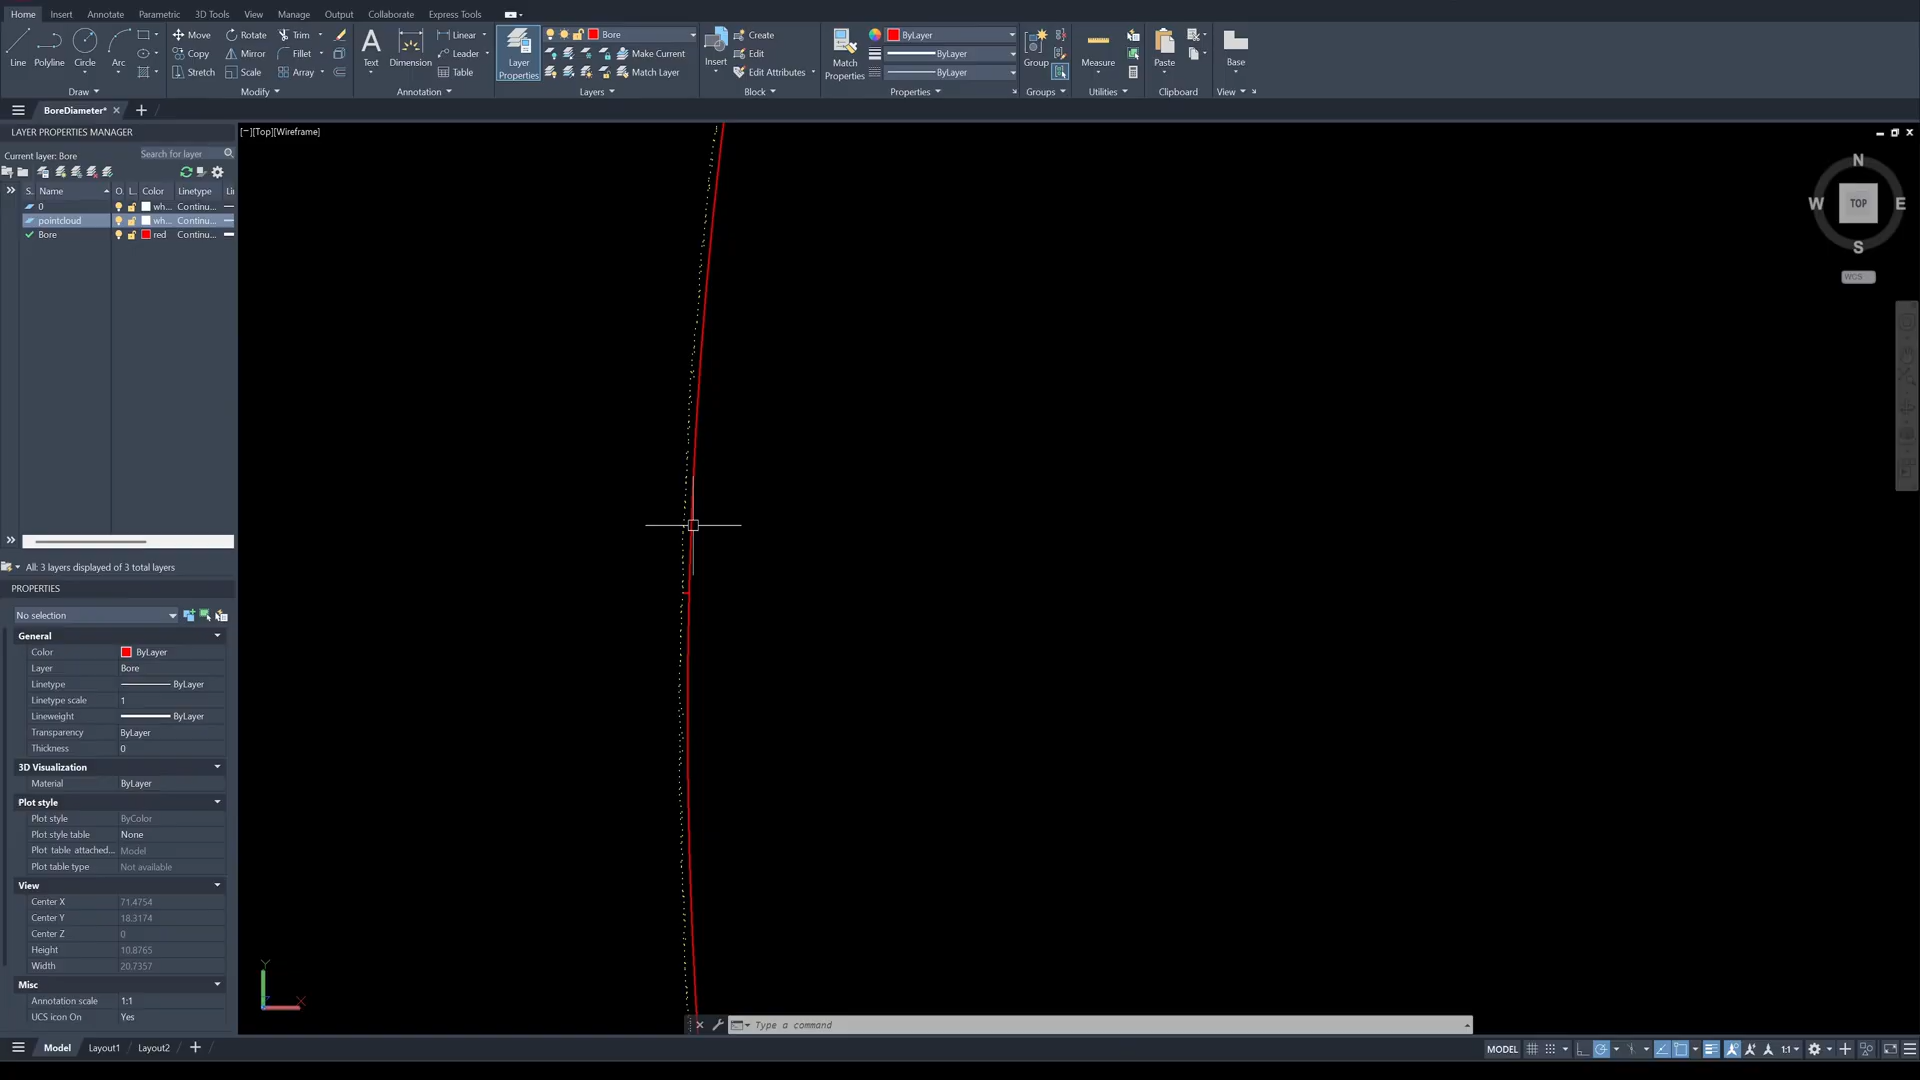 Home Insert Annotate Parametric 3D Tools View Manage Output Collaborate Express Tools
Line Polyline Circle Arc
Move Rotate Trim
Copy Mirror Fillet
Stretch Scale Array
Text Dimension
Linear
Leader
Table
Layer Properties
Bore
Make Current
Match Layer
Insert
Create
Edit
Edit Attributes
Match Properties
ByLayer
ByLayer
ByLayer
Group
Measure
Paste
Base
Draw Modify Annotation Layers Block Properties Groups Utilities Clipboard View
BoreDiameter*
LAYER PROPERTIES MANAGER
Current layer: Bore
Search for layer
S.. Name O. L. Color Linetype Li
0 wh... Continu...
pointcloud wh... Continu...
Bore red Continu...
All: 3 layers displayed of 3 total layers
PROPERTIES
No selection
General
Color ByLayer
Layer Bore
Linetype ByLayer
Linetype scale 1
Lineweight ByLayer
Transparency ByLayer
Thickness 0
3D Visualization
Material ByLayer
Plot style
Plot style ByColor
Plot style table None
Plot table attached... Model
Plot table type Not available
View
Center X 71.4754
Center Y 18.3174
Center Z 0
Height 10.8765
Width 20.7357
Misc
Annotation scale 1:1
UCS icon On Yes
[−][Top][Wireframe]
N
W TOP E
S
WCS
Y
X
Type a command
Model Layout1 Layout2
MODEL 1:1